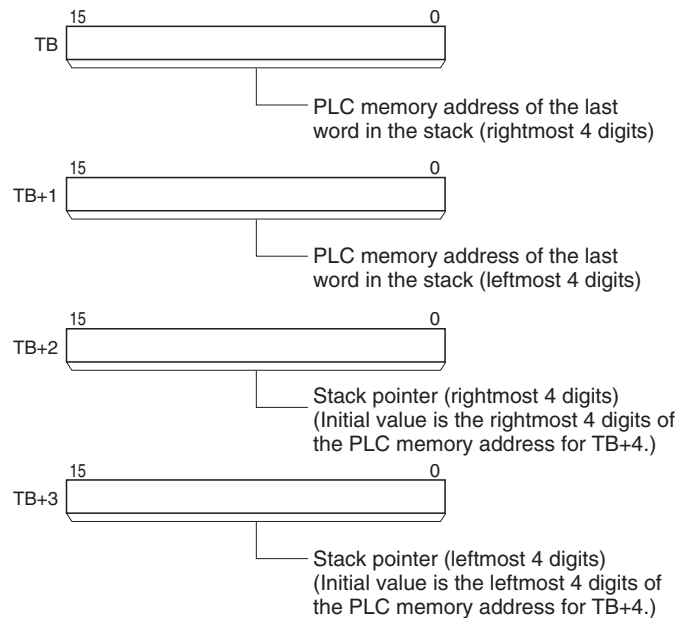 15 0
TB
PLC memory address of the last
word in the stack (rightmost 4 digits)
15 0
TB+1
PLC memory address of the last
word in the stack (leftmost 4 digits)
15 0
TB+2
Stack pointer (rightmost 4 digits)
(Initial value is the rightmost 4 digits of
the PLC memory address for TB+4.)
15 0
TB+3
Stack pointer (leftmost 4 digits)
(Initial value is the leftmost 4 digits of
the PLC memory address for TB+4.)